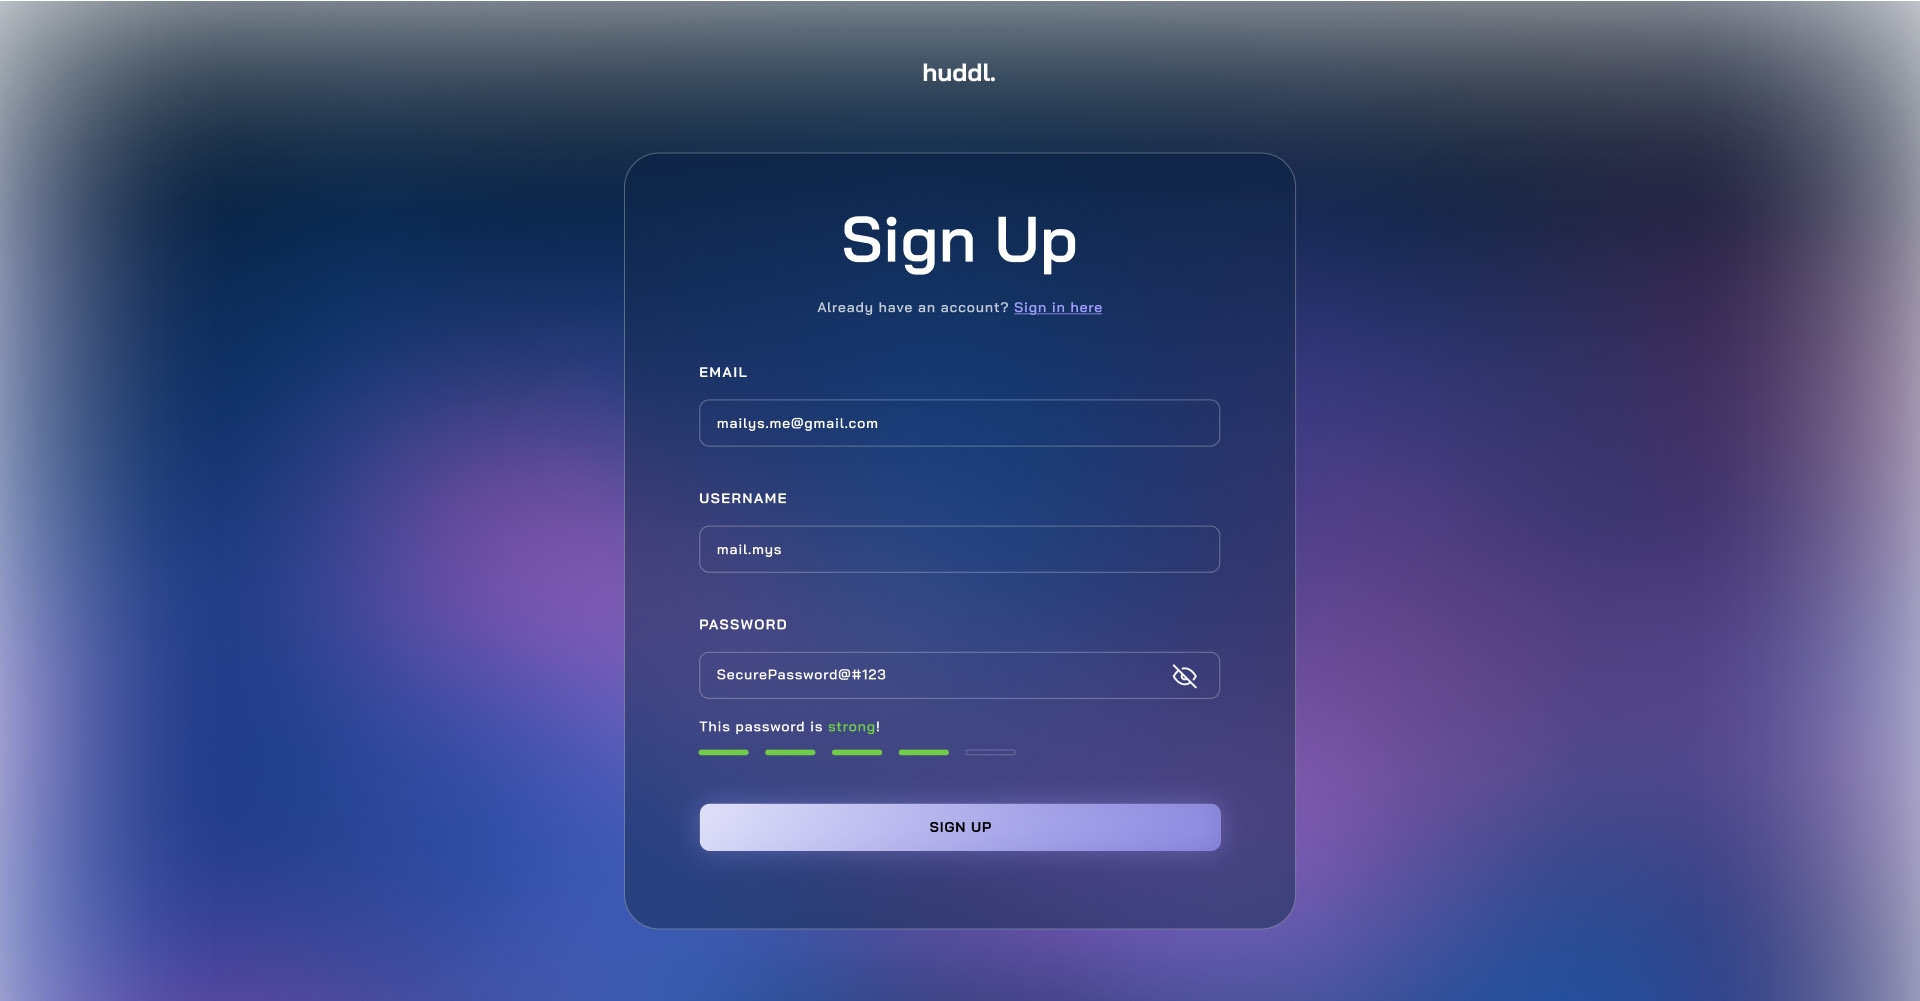 huddl.
Sign Up
Already have an account? Sign in here
EMAIL
mailys.me@gmail.com
USERNAME
mail.mys
PASSWORD
SecurePassword@#123
This password is strong!
SIGN UP